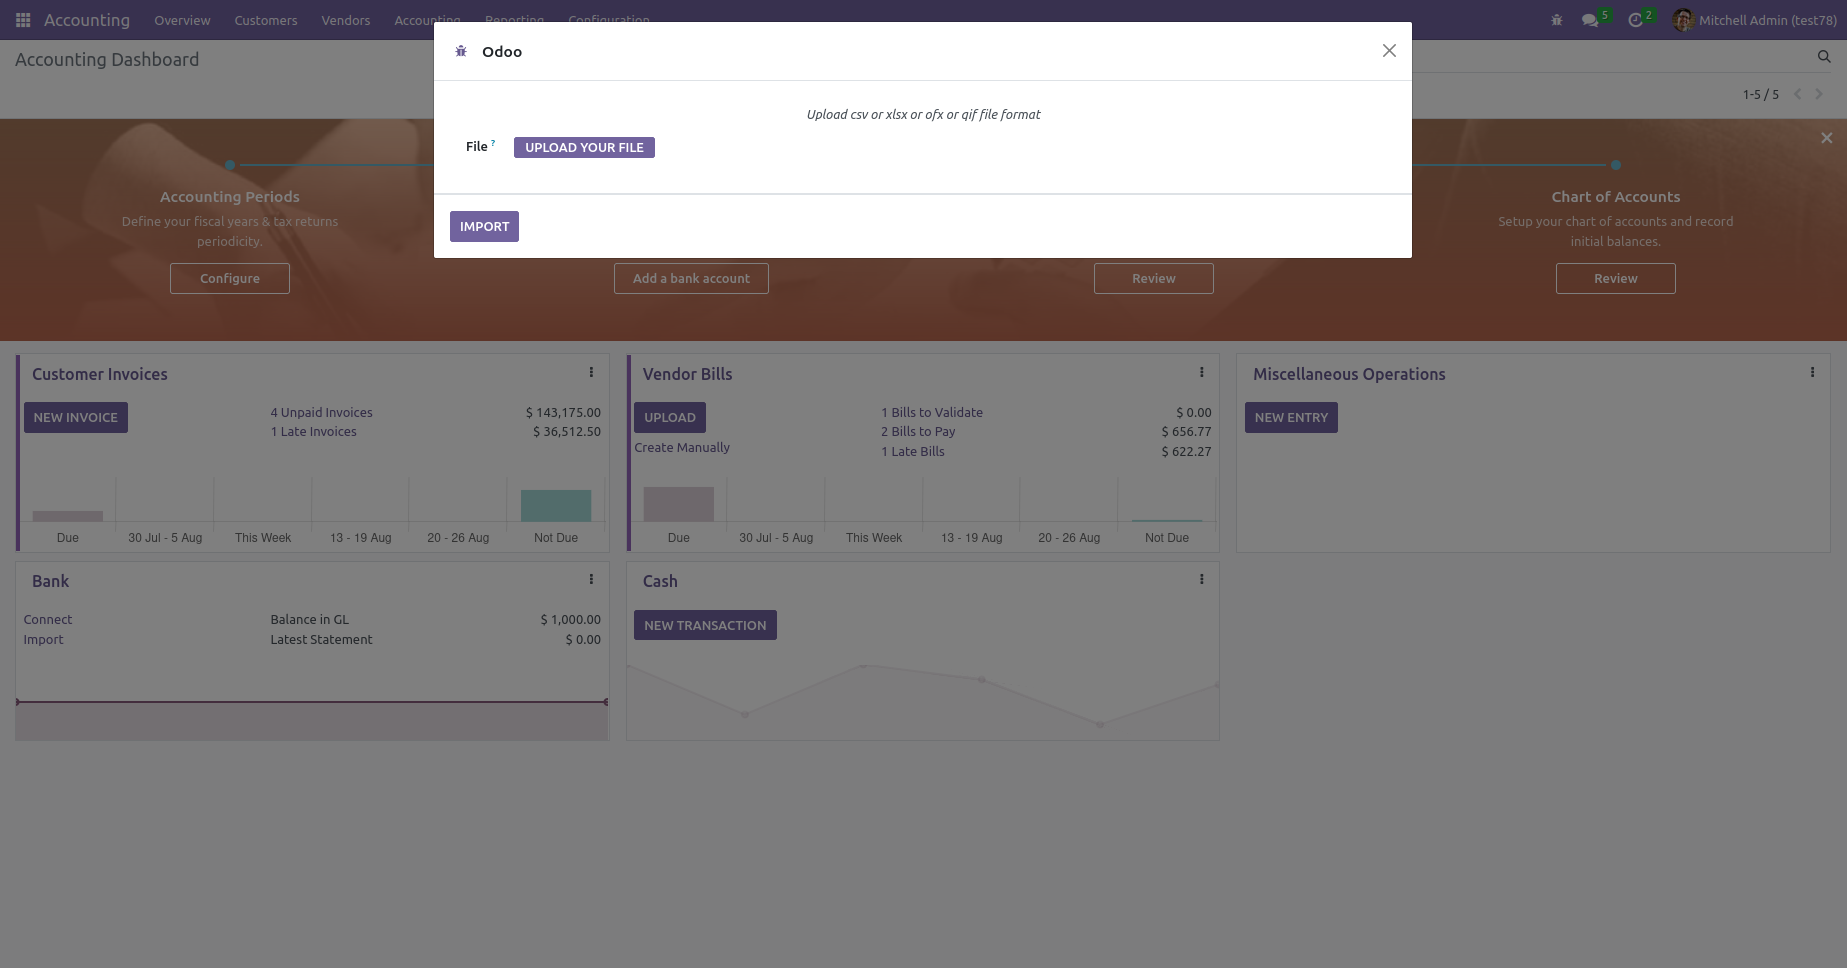 Accounting Overview Customers Vendors Accounting Reporting Configuration 5 2 Mitchell Admin (test78)
Accounting Dashboard
1-5 / 5
Odoo
Upload csv or xlsx or ofx or qif file format
File ? UPLOAD YOUR FILE
IMPORT
Accounting Periods
Define your fiscal years & tax returns
periodicity.
Configure
Add a bank account
Review
Chart of Accounts
Setup your chart of accounts and record
initial balances.
Review
Customer Invoices
NEW INVOICE
4 Unpaid Invoices $ 143,175.00
1 Late Invoices $ 36,512.50
Due 30 Jul - 5 Aug This Week 13 - 19 Aug 20 - 26 Aug Not Due
Vendor Bills
UPLOAD
Create Manually
1 Bills to Validate $ 0.00
2 Bills to Pay $ 656.77
1 Late Bills $ 622.27
Due 30 Jul - 5 Aug This Week 13 - 19 Aug 20 - 26 Aug Not Due
Miscellaneous Operations
NEW ENTRY
Bank
Connect Balance in GL $ 1,000.00
Import Latest Statement $ 0.00
Cash
NEW TRANSACTION